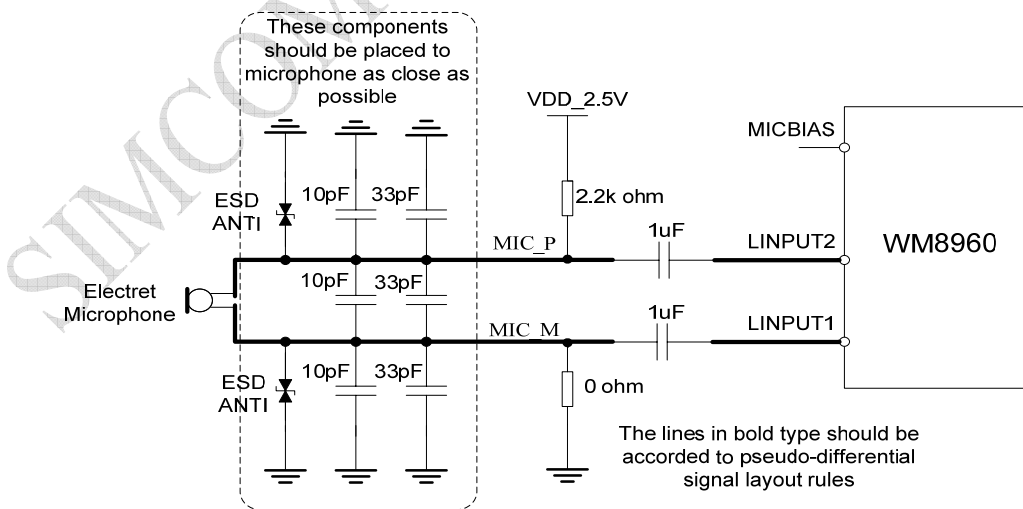 These components
should be placed to
microphone as close as
possible
VDD_2.5V
MICBIAS
ESD
ANTI
10pF
33pF
2.2k ohm
1uF
MIC_P
LINPUT2
WM8960
10pF
33pF
Electret
Microphone
1uF
MIC_M
LINPUT1
ESD
ANTI
10pF
33pF
0 ohm
The lines in bold type should be
accorded to pseudo-differential
signal layout rules
SIMCOM